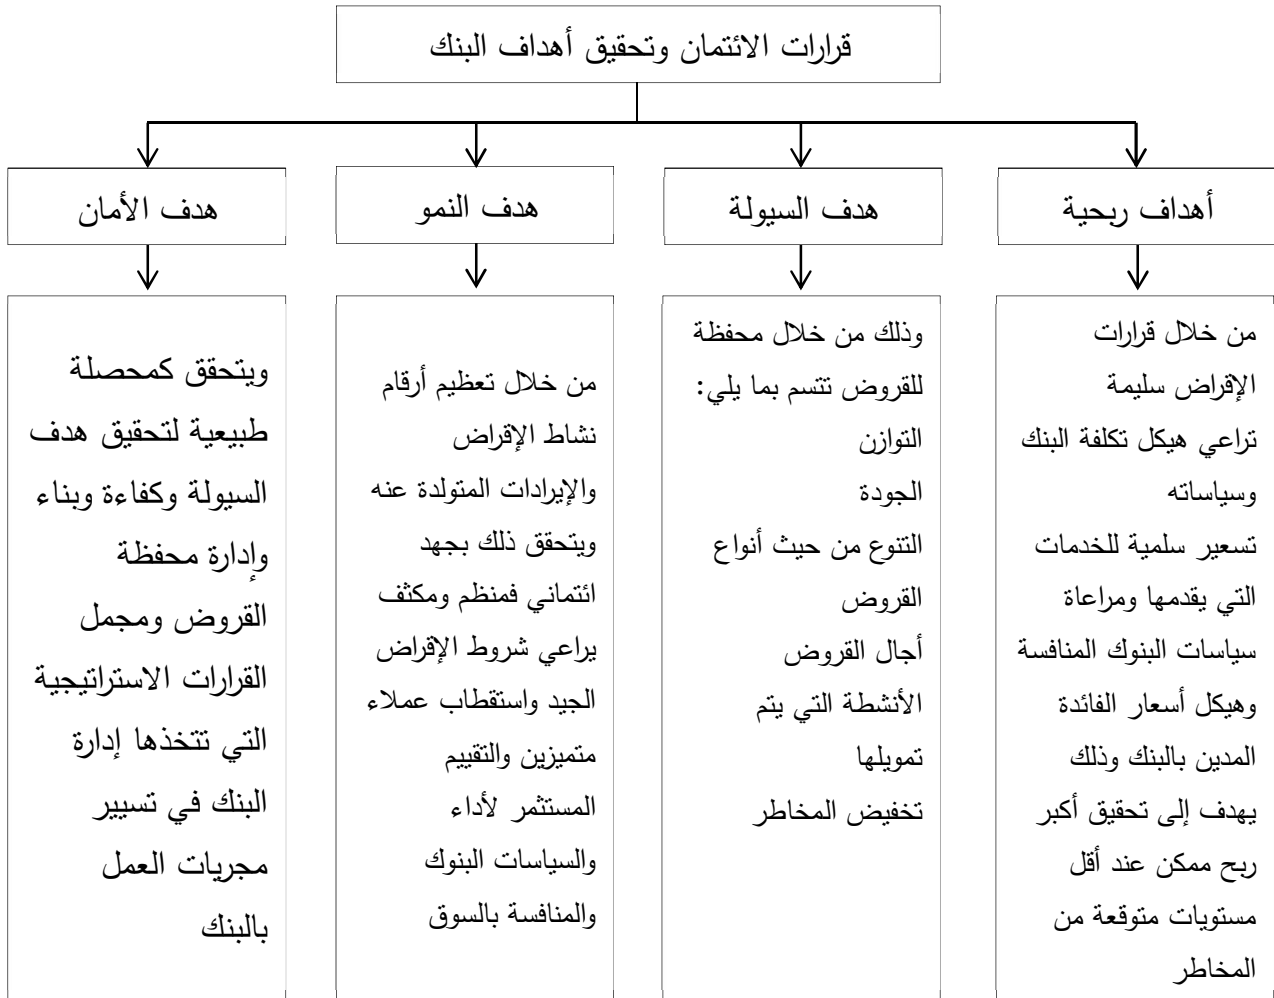 قرارات الائتمان وتحقيق أهداف البنك
أهداف ربحية
هدف السيولة
هدف النمو
هدف الأمان
من خلال قرارات
الإقراض سليمة
تراعي هيكل تكلفة البنك
وسياساته
تسعير سلمية للخدمات
التي يقدمها ومراعاة
سياسات البنوك المنافسة
وهيكل أسعار الفائدة
المدين بالبنك وذلك
يهدف إلى تحقيق أكبر
ربح ممكن عند أقل
مستويات متوقعة من
المخاطر
وذلك من خلال محفظة
للقروض تتسم بما يلي:
التوازن
الجودة
التنوع من حيث أنواع
القروض
أجال القروض
الأنشطة التي يتم
تمويلها
تخفيض المخاطر
من خلال تعظيم أرقام
نشاط الإقراض
والإيرادات المتولدة عنه
ويتحقق ذلك بجهد
ائتماني فمنظم ومكثف
يراعي شروط الإقراض
الجيد واستقطاب عملاء
متميزين والتقييم
المستثمر لأداء
والسياسات البنوك
والمنافسة بالسوق
ويتحقق كمحصلة
طبيعية لتحقيق هدف
السيولة وكفاءة وبناء
وإدارة محفظة
القروض ومجمل
القرارات الاستراتيجية
التي تتخذها إدارة
البنك في تسيير
مجريات العمل
بالبنك